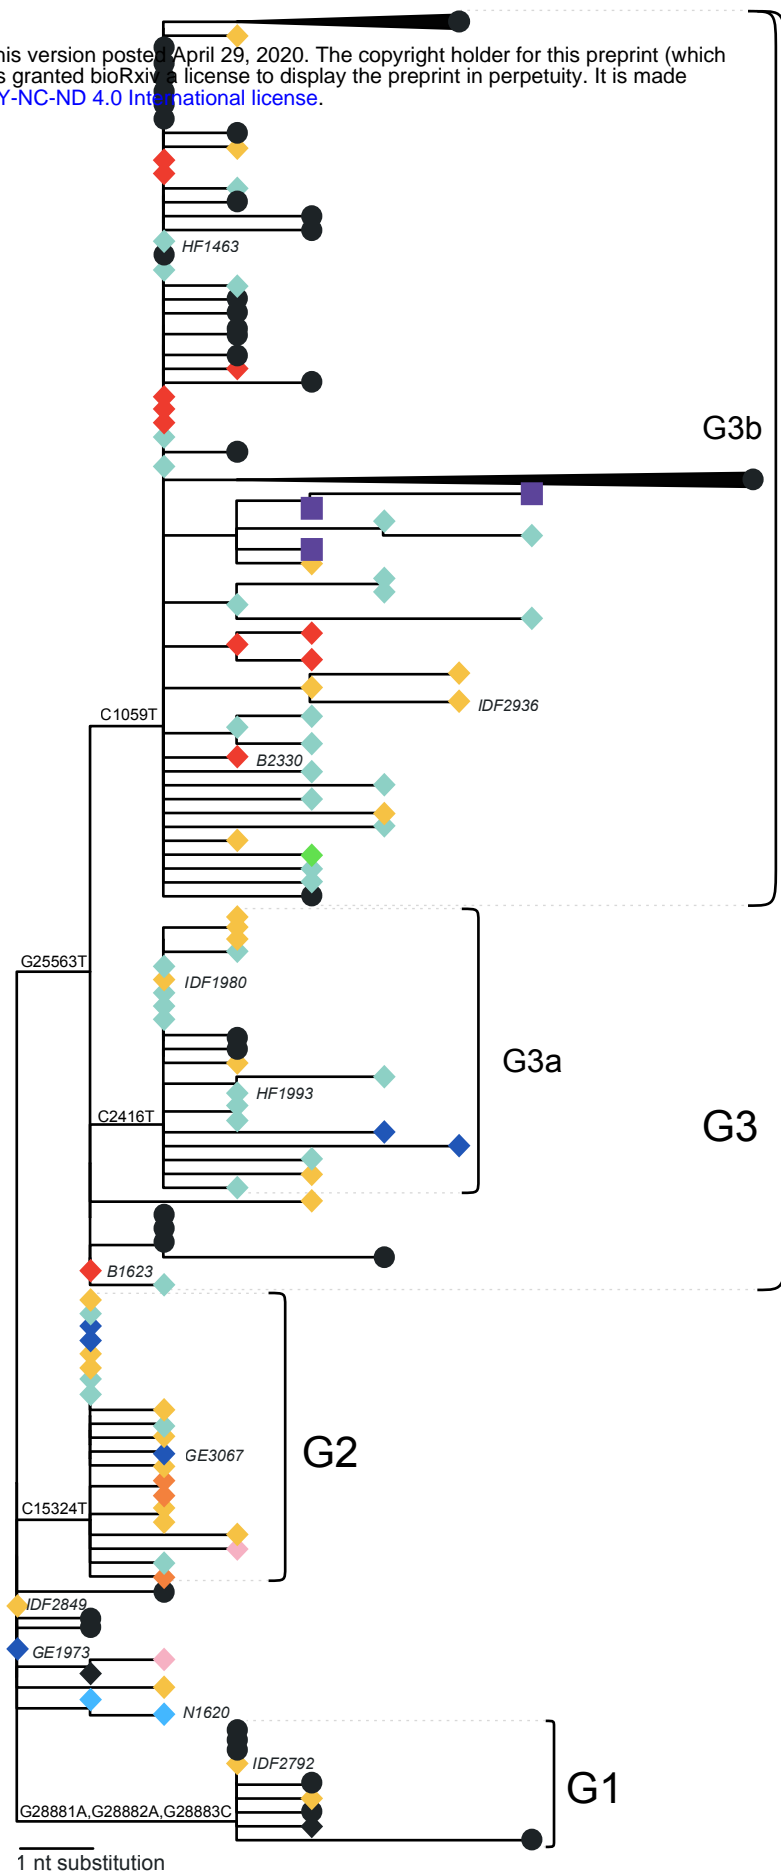 his version posted April 29, 2020. The copyright holder for this preprint (which
s granted bioRxiv a license to display the preprint in perpetuity. It is made
Y-NC-ND 4.0 International license.
HF1463
G3b
IDF2936
C1059T
B2330
G25563T
IDF1980
G3a
HF1993
C2416T
G3
B1623
G2
GE3067
C15324T
IDF2849
GE1973
N1620
IDF2792
G1
G28881A,G28882A,G28883C
1 nt substitution